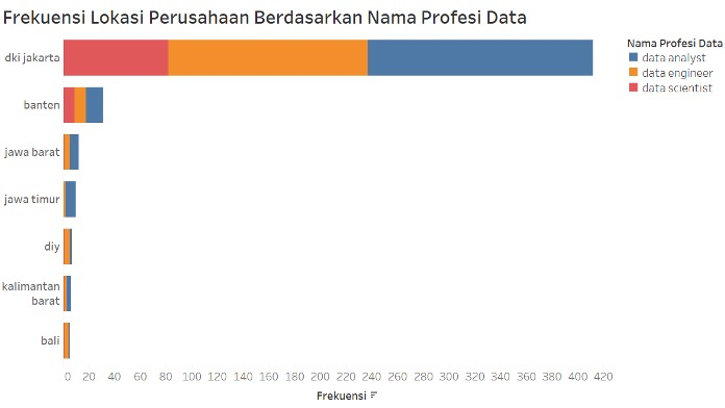 Frekuensi Lokasi Perusahaan Berdasarkan Nama Profesi Data
Nama Profesi Data
data analyst
data engineer
data scientist
dki jakarta
banten
jawa barat
jawa timur
diy
kalimantan
barat
bali
0 20 40 60 80 100 120 140 160 180 200 220 240 260 280 300 320 340 360 380 400 420
Frekuensi